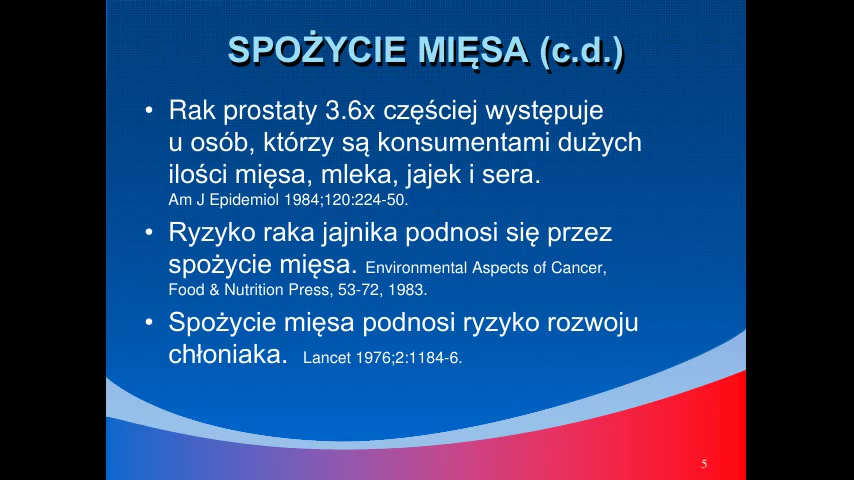 SPOŻYCIE MIĘSA (c.d.)
• Rak prostaty 3.6x częściej występuje
u osób, którzy są konsumentami dużych
ilości mięsa, mleka, jajek i sera.
Am J Epidemiol 1984;120:224-50.
• Ryzyko raka jajnika podnosi się przez
spożycie mięsa. Environmental Aspects of Cancer,
Food & Nutrition Press, 53-72, 1983.
• Spożycie mięsa podnosi ryzyko rozwoju
chłoniaka. Lancet 1976;2:1184-6.
5